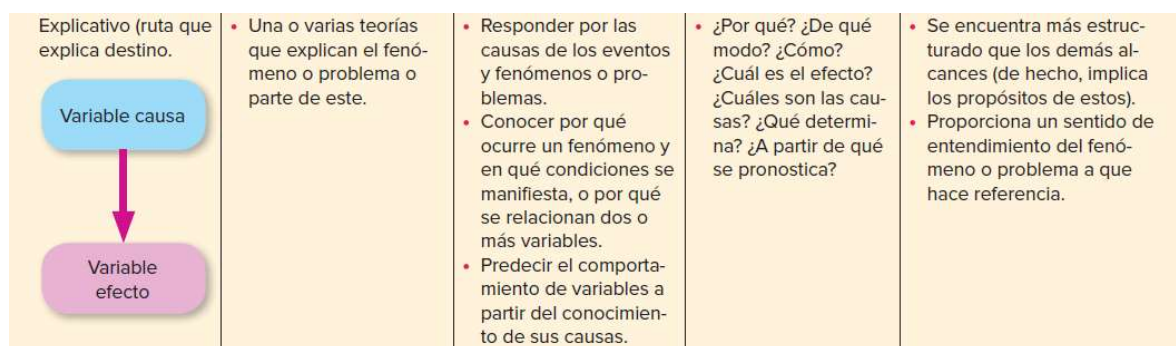 Explicativo (ruta que
explica destino.
Variable causa
Variable
efecto
• Una o varias teorías
que explican el fenó-
meno o problema o
parte de este.
• Responder por las
causas de los eventos
y fenómenos o pro-
blemas.
• Conocer por qué
ocurre un fenómeno y
en qué condiciones se
manifiesta, o por qué
se relacionan dos o
más variables.
• Predecir el comporta-
miento de variables a
partir del conocimien-
to de sus causas.
• ¿Por qué? ¿De qué
modo? ¿Cómo?
¿Cuál es el efecto?
¿Cuáles son las cau-
sas? ¿Qué determi-
na? ¿A partir de qué
se pronostica?
• Se encuentra más estruc-
turado que los demás al-
cances (de hecho, implica
los propósitos de estos).
• Proporciona un sentido de
entendimiento del fenó-
meno o problema a que
hace referencia.